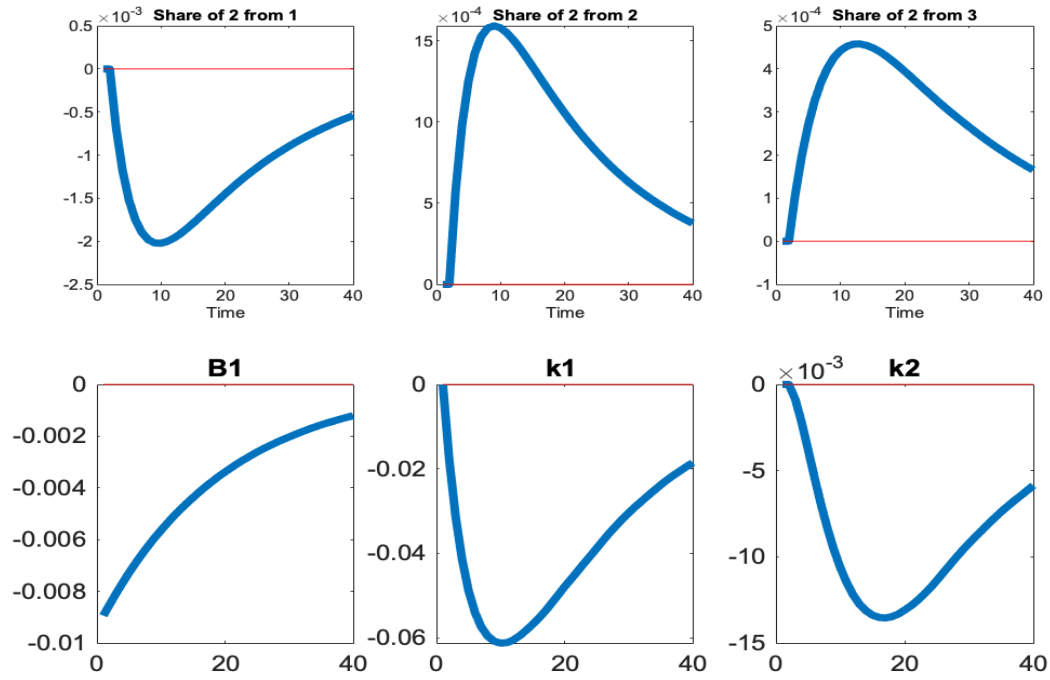 ×10⁻³ Share of 2 from 1
0.5
0
-0.5
-1
-1.5
-2
-2.5
0 10 20 30 40
Time
×10⁻⁴ Share of 2 from 2
15
10
5
0
0 10 20 30 40
Time
×10⁻⁴ Share of 2 from 3
5
4
3
2
1
0
-1
0 10 20 30 40
Time
B1
0
-0.002
-0.004
-0.006
-0.008
-0.01
0 20 40
k1
0
-0.02
-0.04
-0.06
0 20 40
×10⁻³ k2
0
-5
-10
-15
0 20 40